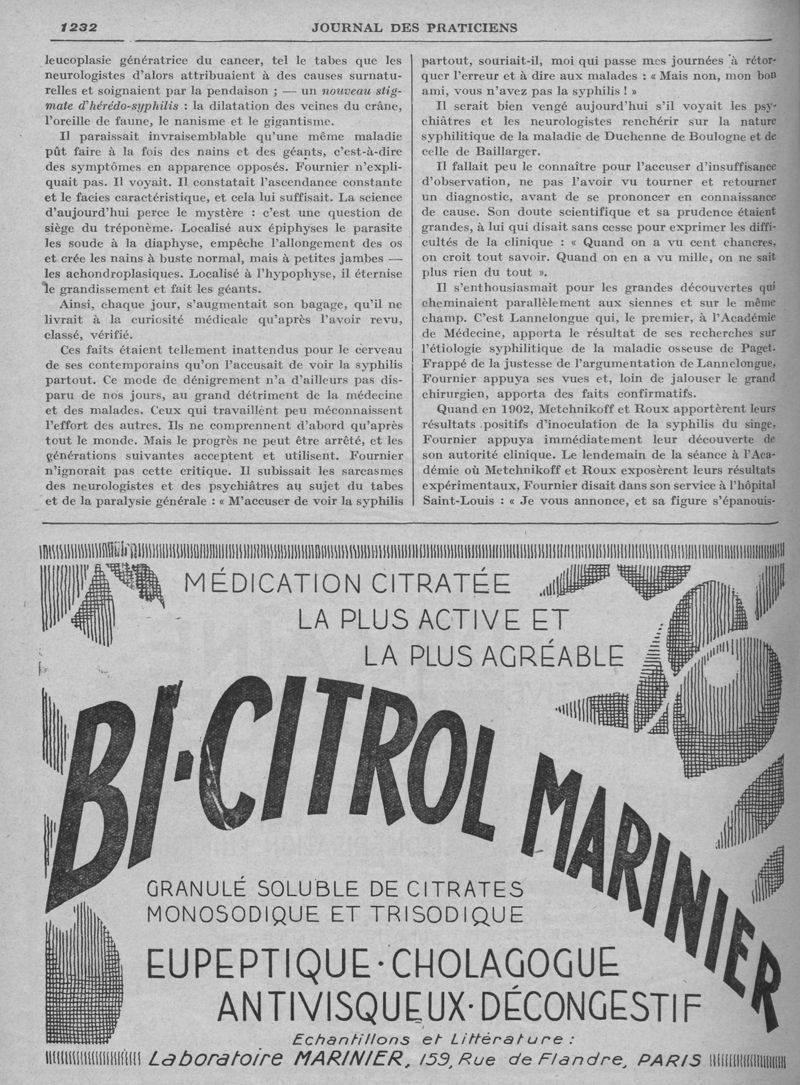 1232
JOURNAL DES PRATICIENS
leucoplasie génératrice du cancer, tel le tabes que les
neurologistes d'alors attribuaient à des causes surnatu-
relles et soignaient par la pendaison ; — un nouveau stig-
mate d'hérédo-syphilis : la dilatation des veines du crâne,
l'oreille de faune, le nanisme et le gigantisme.
Il paraissait invraisemblable qu'une même maladie
pût faire à la fois des nains et des géants, c'est-à-dire
des symptômes en apparence opposés. Fournier n'expli-
quait pas. Il voyait. Il constatait l'ascendance constante
et le facies caractéristique, et cela lui suffisait. La science
d'aujourd'hui perce le mystère : c'est une question de
siège du tréponème. Localisé aux épiphyses le parasite
les soude à la diaphyse, empêche l'allongement des os
et crée les nains à buste normal, mais à petites jambes —
les achondroplasiques. Localisé à l'hypophyse, il éternise
le grandissement et fait les géants.
Ainsi, chaque jour, s'augmentait son bagage, qu'il ne
livrait à la curiosité médicale qu'après l'avoir revu,
classé, vérifié.
Ces faits étaient tellement inattendus pour le cerveau
de ses contemporains qu'on l'accusait de voir la syphilis
partout. Ce mode de dénigrement n'a d'ailleurs pas dis-
paru de nos jours, au grand détriment de la médecine
et des malades. Ceux qui travaillent peu méconnaissent
l'effort des autres. Ils ne comprennent d'abord qu'après
tout le monde. Mais le progrès ne peut être arrêté, et les
générations suivantes acceptent et utilisent. Fournier
n'ignorait pas cette critique. Il subissait les sarcasmes
des neurologistes et des psychiâtres au sujet du tabes
et de la paralysie générale : « M'accuser de voir la syphilis
partout, souriait-il, moi qui passe mes journées à rétor-
quer l'erreur et à dire aux malades : « Mais non, mon bon
ami, vous n'avez pas la syphilis ! »
Il serait bien vengé aujourd'hui s'il voyait les psy-
chiâtres et les neurologistes renchérir sur la nature
syphilitique de la maladie de Duchenne de Boulogne et de
celle de Baillarger.
Il fallait peu le connaître pour l'accuser d'insuffisance
d'observation, ne pas l'avoir vu tourner et retourner
un diagnostic, avant de se prononcer en connaissance
de cause. Son doute scientifique et sa prudence étaient
grandes, à lui qui disait sans cesse pour exprimer les diffi-
cultés de la clinique : « Quand on a vu cent chancres,
on croit tout savoir. Quand on en a vu mille, on ne sait
plus rien du tout ».
Il s'enthousiasmait pour les grandes découvertes qui
cheminaient parallèlement aux siennes et sur le même
champ. C'est Lannelongue qui, le premier, à l'Académie
de Médecine, apporta le résultat de ses recherches sur
l'étiologie syphilitique de la maladie osseuse de Paget.
Frappé de la justesse de l'argumentation de Lannelongue,
Fournier appuya ses vues et, loin de jalouser le grand
chirurgien, apporta des faits confirmatifs.
Quand en 1902, Metchnikoff et Roux apportèrent leurs
résultats positifs d'inoculation de la syphilis du singe,
Fournier appuya immédiatement leur découverte de
son autorité clinique. Le lendemain de la séance à l'Aca-
démie où Metchnikoff et Roux exposèrent leurs résultats
expérimentaux, Fournier disait dans son service à l'hôpital
Saint-Louis : « Je vous annonce, et sa figure s'épanouis-
MÉDICATION CITRATÉE
LA PLUS ACTIVE ET
LA PLUS AGRÉABLE
BI-CITROL MARINIER
GRANULÉ SOLUBLE DE CITRATES
MONOSODIQUE ET TRISODIQUE
EUPEPTIQUE · CHOLAGOGUE
ANTIVISQUEUX · DÉCONGESTIF
Echantillons et Littérature :
Laboratoire MARINIER, 159, Rue de Flandre, PARIS